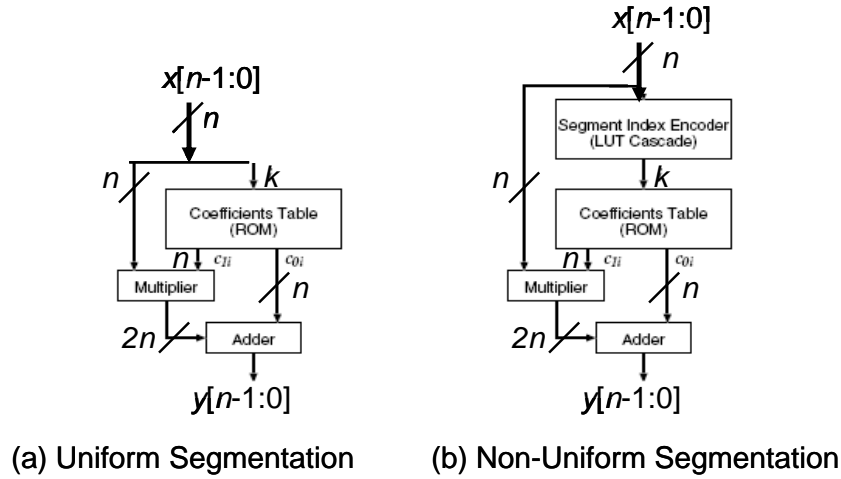 x[n-1:0]
n
n
k
Coefficients Table
(ROM)
n
c1i
c0i
n
Multiplier
2n
Adder
y[n-1:0]
(a) Uniform Segmentation
x[n-1:0]
n
Segment Index Encoder
(LUT Cascade)
n
k
Coefficients Table
(ROM)
n
c1i
c0i
n
Multiplier
2n
Adder
y[n-1:0]
(b) Non-Uniform Segmentation